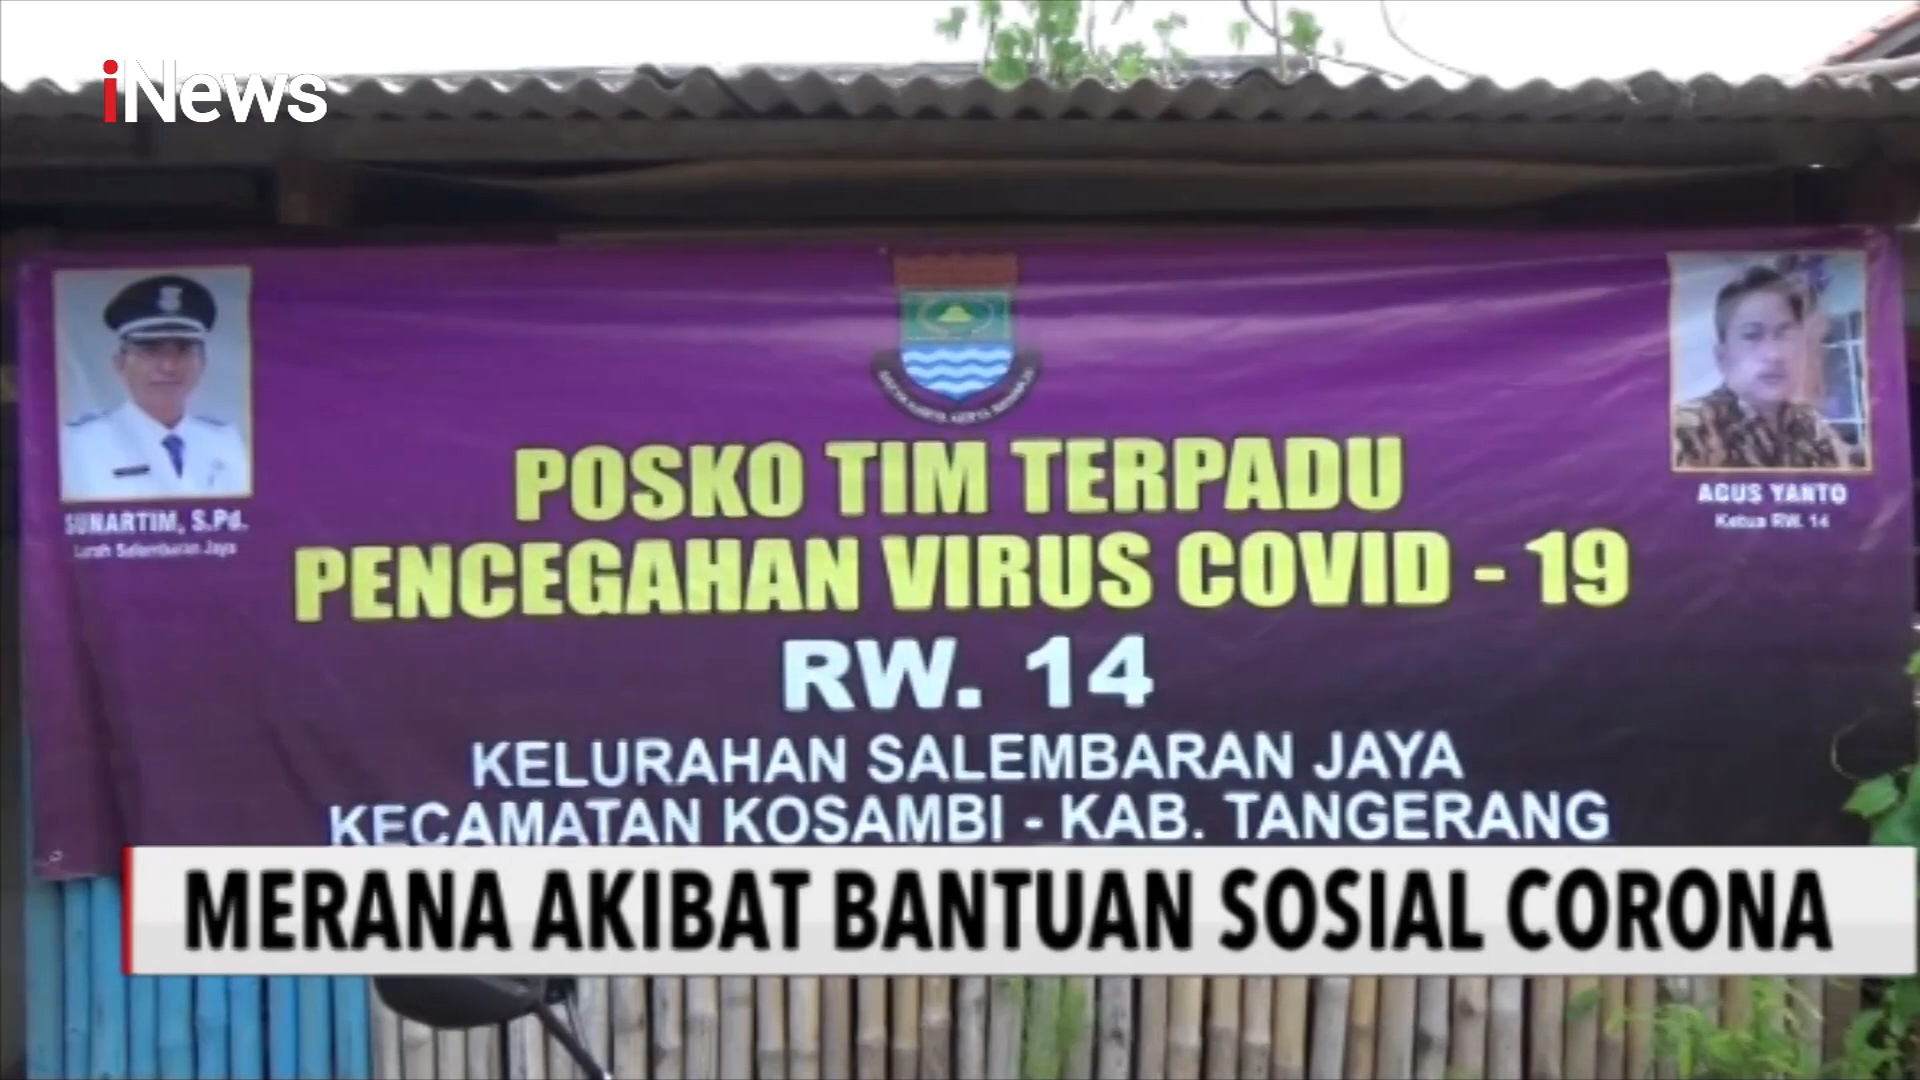 iNews
POSKO TIM TERPADU
PENCEGAHAN VIRUS COVID - 19
RW. 14
KELURAHAN SALEMBARAN JAYA
KECAMATAN KOSAMBI - KAB. TANGERANG
SUNARTIM, S.Pd.
Lurah Salembaran Jaya
AGUS YANTO
Ketua RW. 14
MERANA AKIBAT BANTUAN SOSIAL CORONA